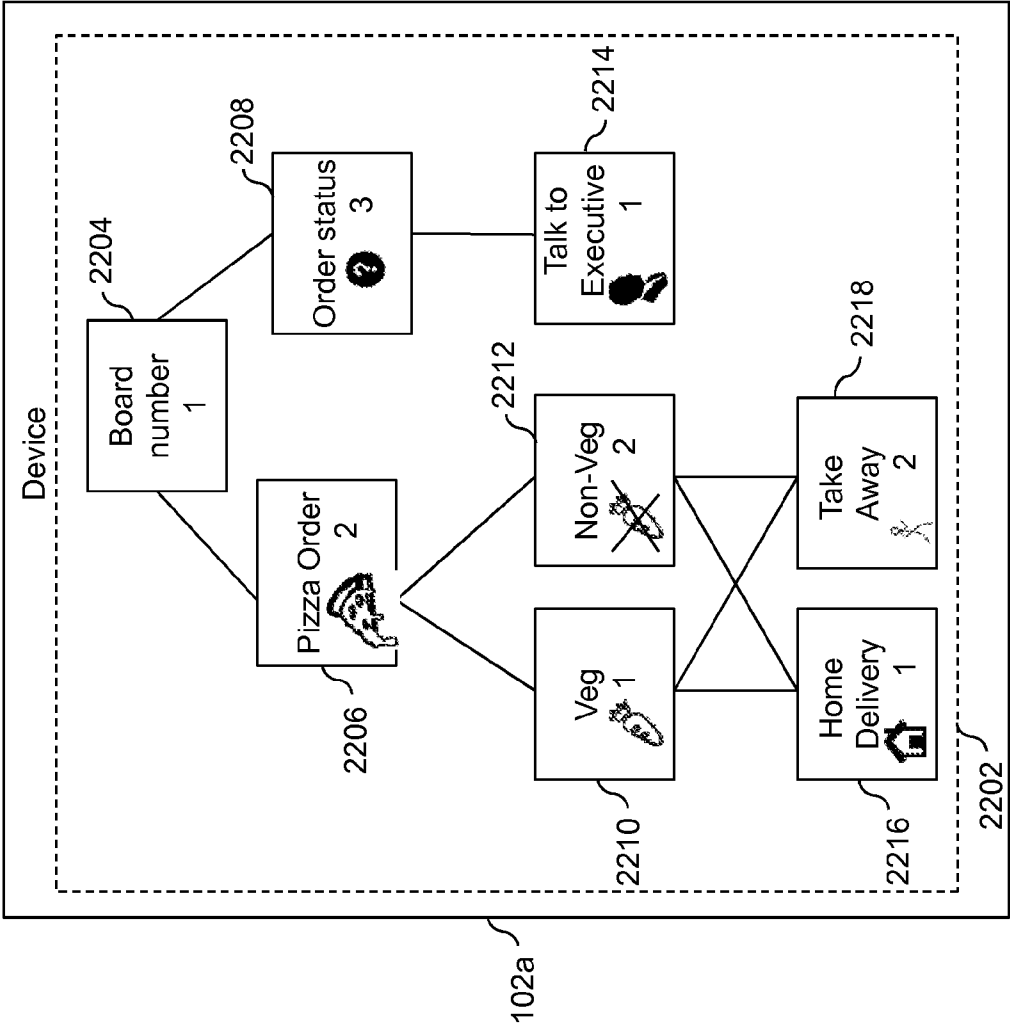 Device
2204
Board
number
1
2206
Pizza Order
2
2208
Order status
3
?
2210
Veg
1
2212
Non-Veg
2
2214
Talk to
Executive
1
2216
Home
Delivery
1
2218
Take
Away
2
2202
102a